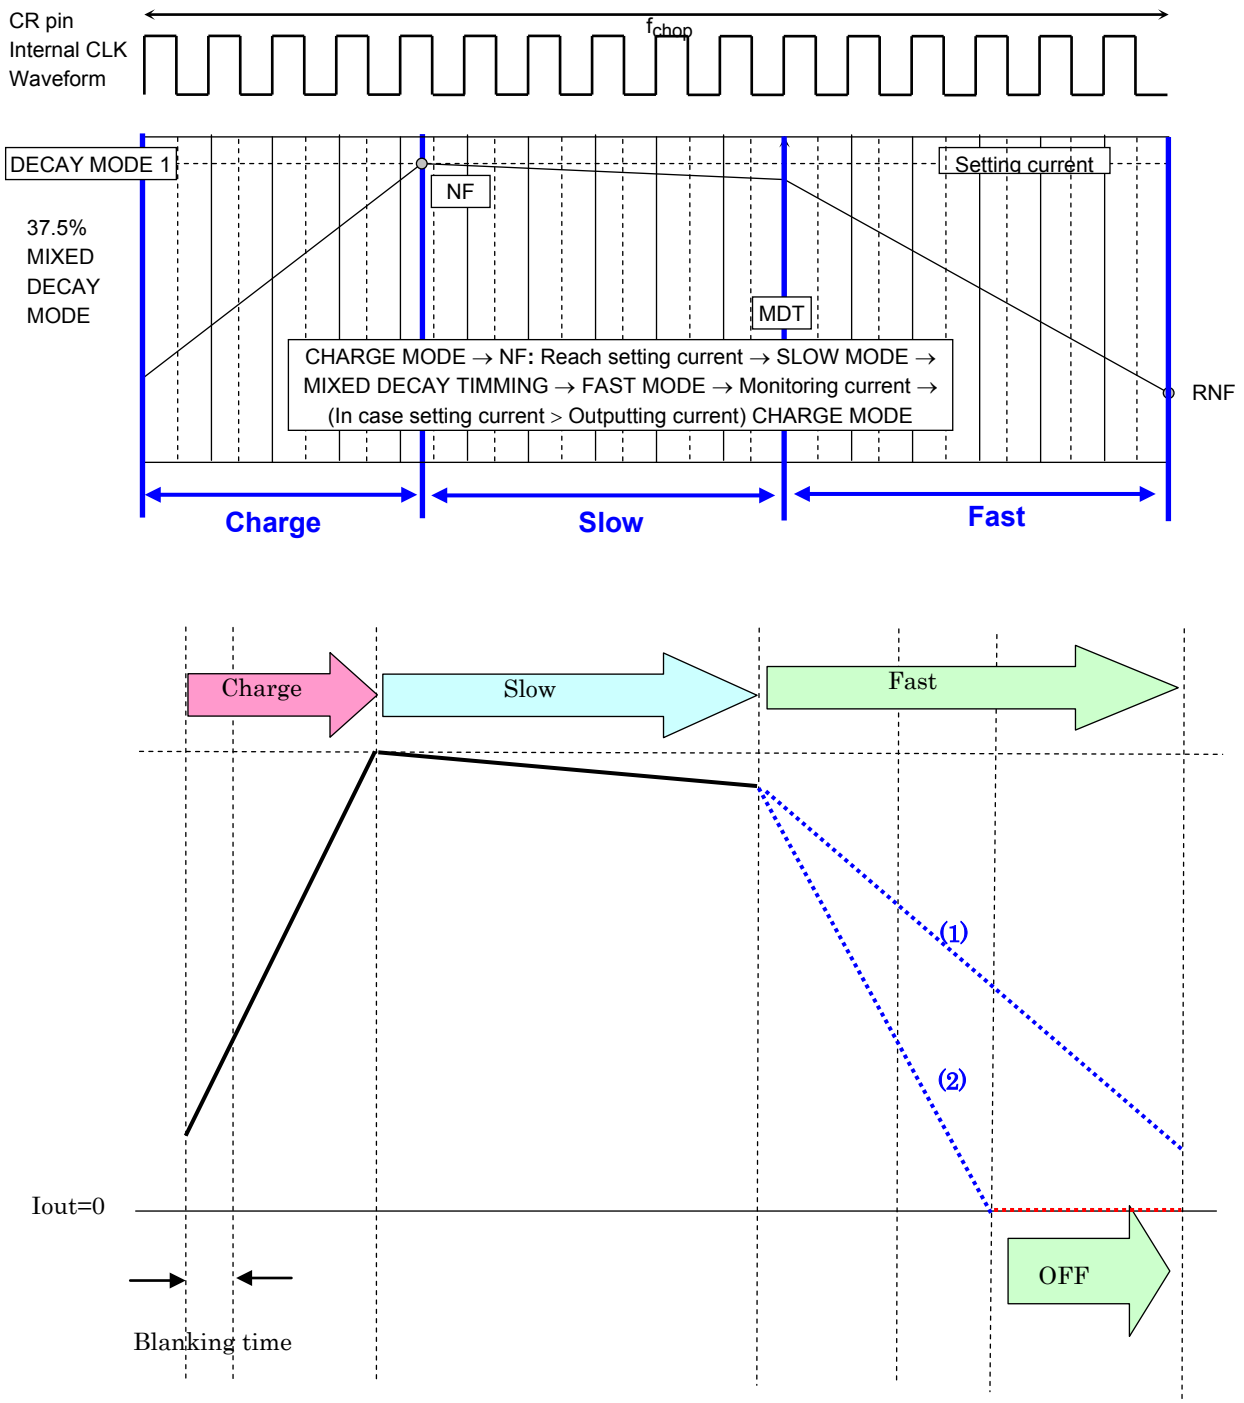 CR pin
Internal CLK
Waveform
fchop
DECAY MODE 1
Setting current
NF
37.5%
MIXED
DECAY
MODE
MDT
CHARGE MODE → NF: Reach setting current → SLOW MODE →
MIXED DECAY TIMMING → FAST MODE → Monitoring current →
(In case setting current > Outputting current) CHARGE MODE
RNF
Charge
Slow
Fast
Charge
Slow
Fast
(1)
(2)
Iout=0
OFF
Blanking time